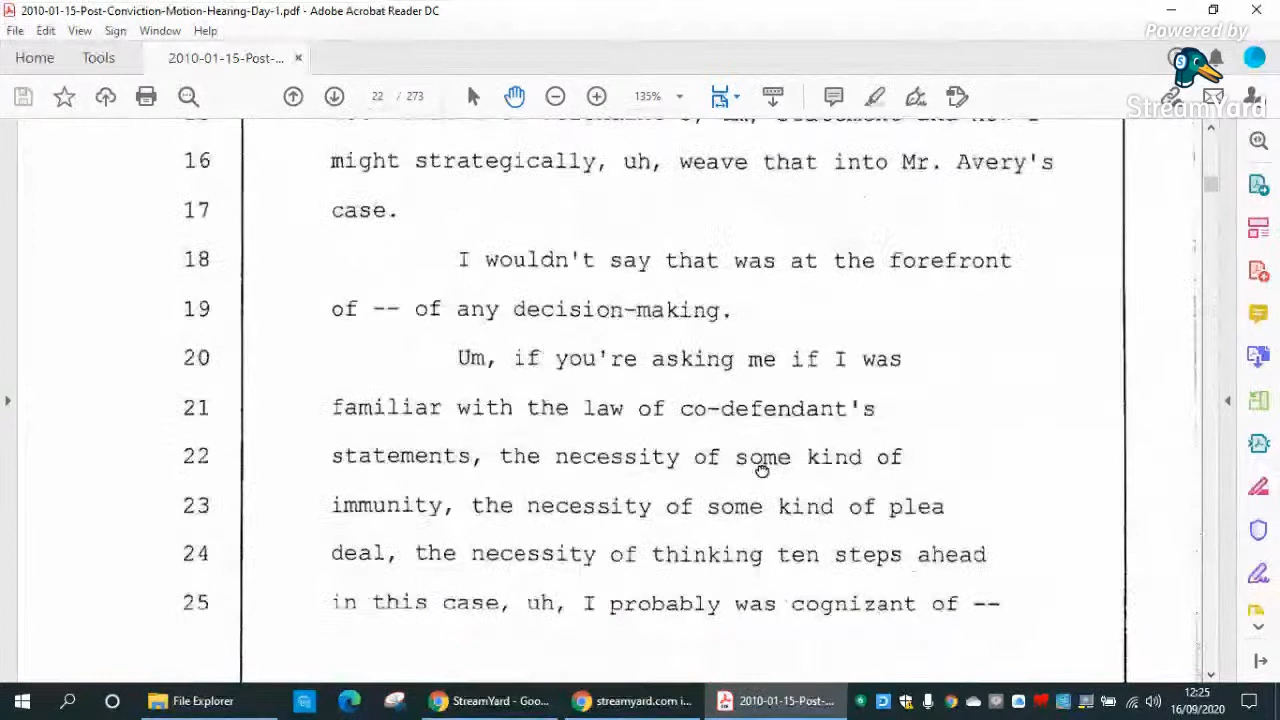 2010-01-15-Post-Conviction-Motion-Hearing-Day-1.pdf - Adobe Acrobat Reader DC
File Edit View Sign Window Help
Powered by
StreamYard
Home Tools 2010-01-15-Post-... ×
22 / 273 135%
16 might strategically, uh, weave that into Mr. Avery's
17 case.
18 I wouldn't say that was at the forefront
19 of -- of any decision-making.
20 Um, if you're asking me if I was
21 familiar with the law of co-defendant's
22 statements, the necessity of some kind of
23 immunity, the necessity of some kind of plea
24 deal, the necessity of thinking ten steps ahead
25 in this case, uh, I probably was cognizant of --
File Explorer StreamYard - Goo... streamyard.com i... 2010-01-15-Post-...
12:25
16/09/2020